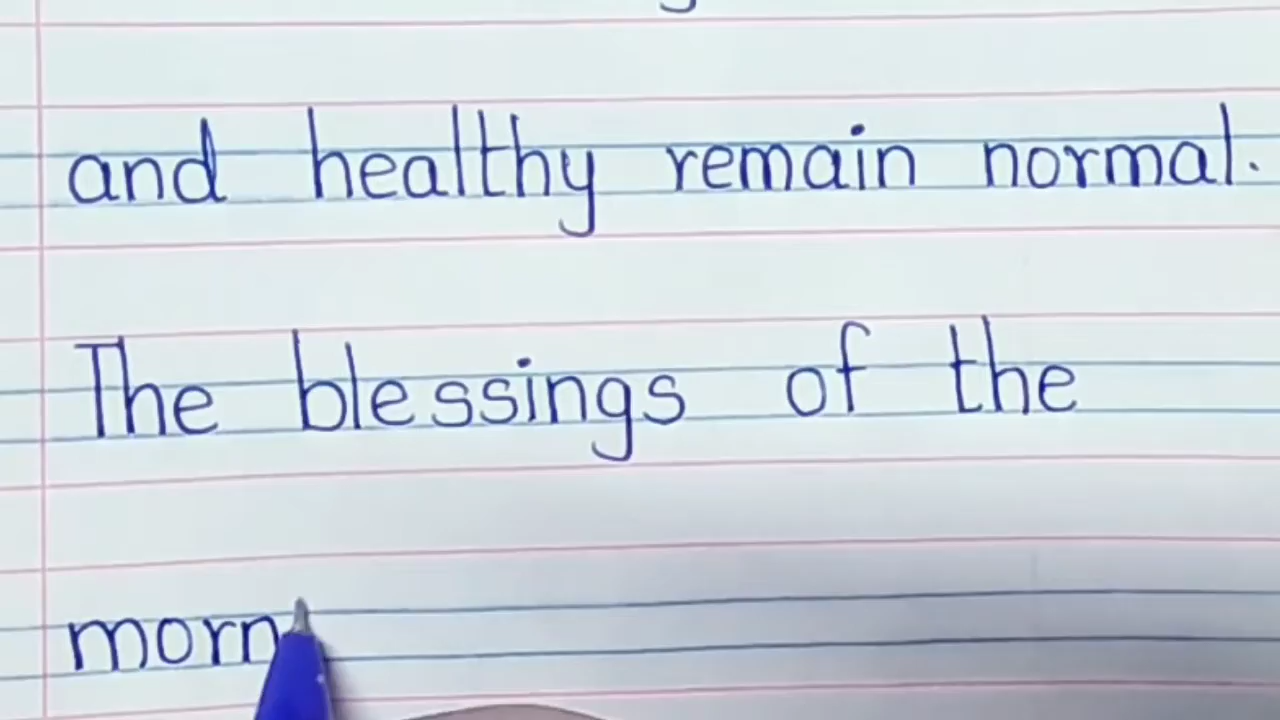 and healthy remain normal.
The blessings of the
morn